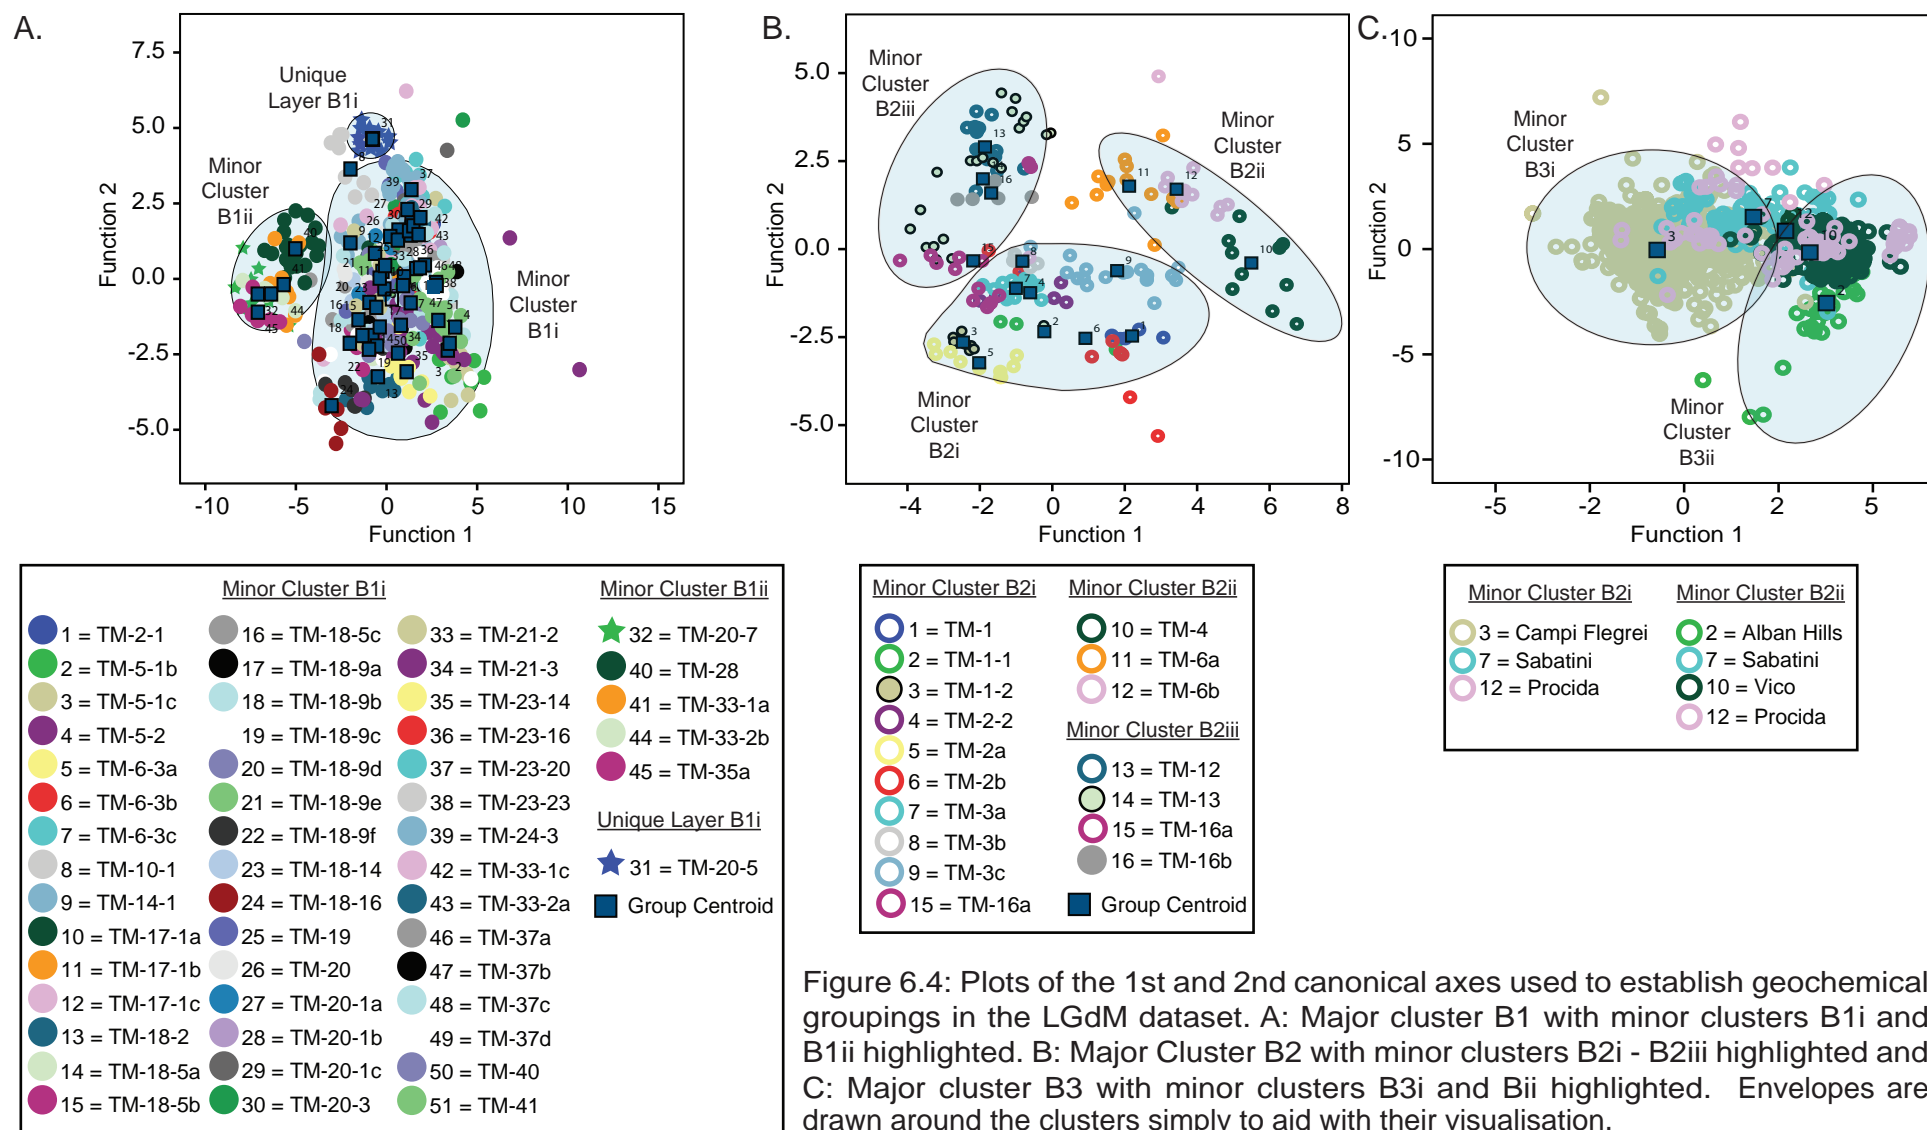 A.
7.5
5.0
2.5
0.0
-2.5
-5.0
Function 2
-10
-5
0
5
10
15
Function 1
Unique
Layer B1i
Minor
Cluster
B1ii
Minor
Cluster
B1i
B.
5.0
2.5
0.0
-2.5
-5.0
Function 2
-4
-2
0
2
4
6
8
Function 1
Minor
Cluster
B2iii
Minor
Cluster
B2ii
Minor
Cluster
B2i
C.
10
5
0
-5
-10
Function 2
-5
-2
0
2
5
Function 1
Minor
Cluster
B3i
Minor
Cluster
B3ii
Minor Cluster B1i
1 = TM-2-1
2 = TM-5-1b
3 = TM-5-1c
4 = TM-5-2
5 = TM-6-3a
6 = TM-6-3b
7 = TM-6-3c
8 = TM-10-1
9 = TM-14-1
10 = TM-17-1a
11 = TM-17-1b
12 = TM-17-1c
13 = TM-18-2
14 = TM-18-5a
15 = TM-18-5b
16 = TM-18-5c
17 = TM-18-9a
18 = TM-18-9b
19 = TM-18-9c
20 = TM-18-9d
21 = TM-18-9e
22 = TM-18-9f
23 = TM-18-14
24 = TM-18-16
25 = TM-19
26 = TM-20
27 = TM-20-1a
28 = TM-20-1b
29 = TM-20-1c
30 = TM-20-3
33 = TM-21-2
34 = TM-21-3
35 = TM-23-14
36 = TM-23-16
37 = TM-23-20
38 = TM-23-23
39 = TM-24-3
42 = TM-33-1c
43 = TM-33-2a
46 = TM-37a
47 = TM-37b
48 = TM-37c
49 = TM-37d
50 = TM-40
51 = TM-41
Minor Cluster B1ii
32 = TM-20-7
40 = TM-28
41 = TM-33-1a
44 = TM-33-2b
45 = TM-35a
Unique Layer B1i
31 = TM-20-5
Group Centroid
Minor Cluster B2i
1 = TM-1
2 = TM-1-1
3 = TM-1-2
4 = TM-2-2
5 = TM-2a
6 = TM-2b
7 = TM-3a
8 = TM-3b
9 = TM-3c
15 = TM-16a
Minor Cluster B2ii
10 = TM-4
11 = TM-6a
12 = TM-6b
Minor Cluster B2iii
13 = TM-12
14 = TM-13
15 = TM-16a
16 = TM-16b
Group Centroid
Minor Cluster B2i
3 = Campi Flegrei
7 = Sabatini
12 = Procida
Minor Cluster B2ii
2 = Alban Hills
7 = Sabatini
10 = Vico
12 = Procida
Figure 6.4: Plots of the 1st and 2nd canonical axes used to establish geochemical
groupings in the LGdM dataset. A: Major cluster B1 with minor clusters B1i and
B1ii highlighted. B: Major Cluster B2 with minor clusters B2i - B2iii highlighted and
C: Major cluster B3 with minor clusters B3i and Bii highlighted. Envelopes are
drawn around the clusters simply to aid with their visualisation.